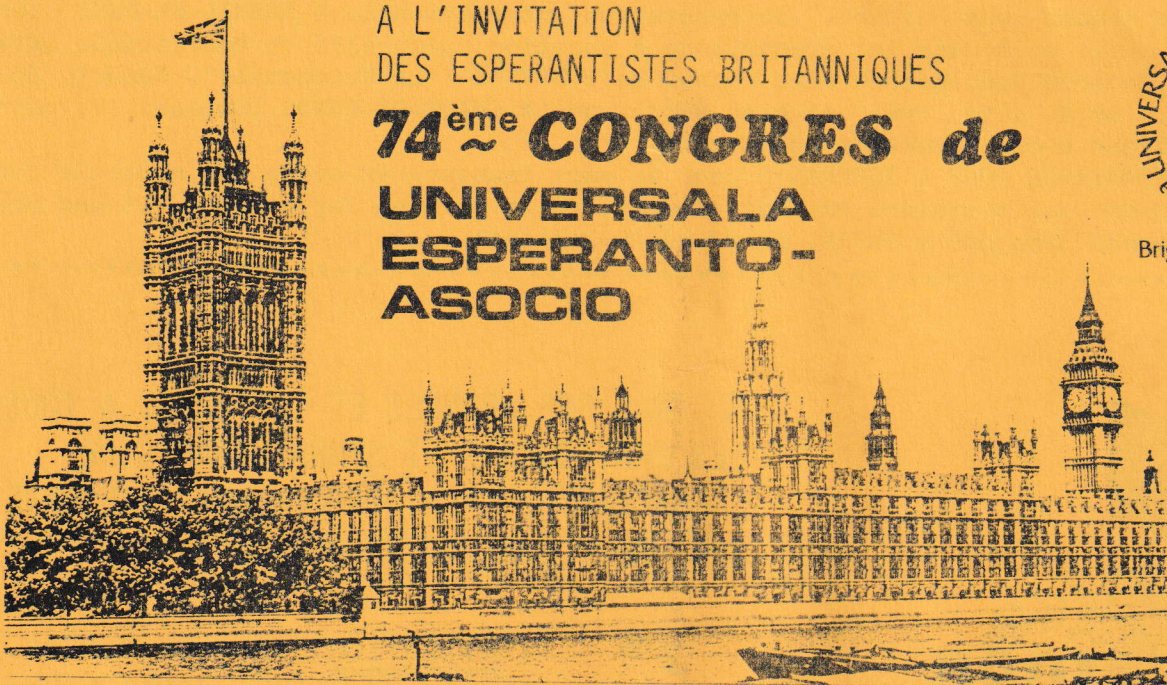 A L'INVITATION
DES ESPERANTISTES BRITANNIQUES
74ème CONGRES de
UNIVERSALA
ESPERANTO-
ASOCIO